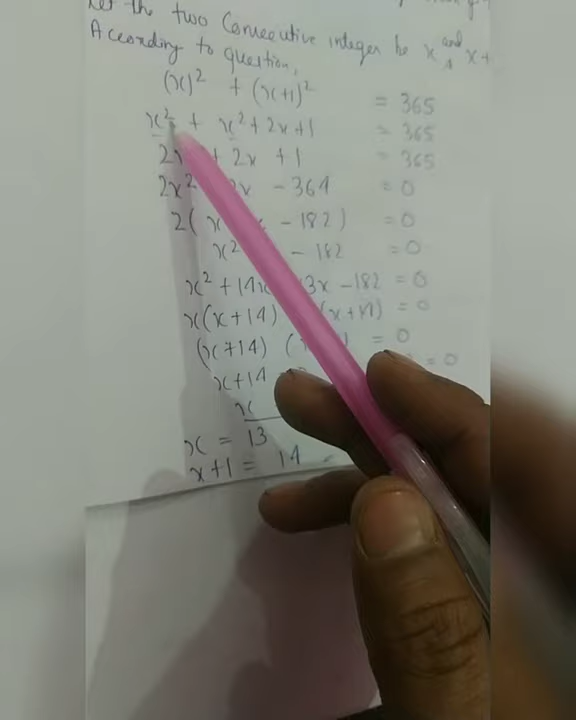 Let the two Consecutive integer be x and x+
According to question,
(x)² + (x+1)² = 365
x² + x² + 2x + 1 = 365
2x + 2x + 1 = 365
2x² 2x - 364 = 0
2( x - 182) = 0
x² - 182 = 0
x² + 14x 3x - 182 = 0
x(x+14) (x+14) = 0
(x+14) ( ) = 0
x+14 = 0
x
x = 13
x+1 = 14